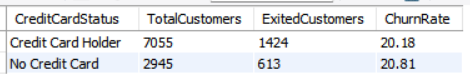 CreditCardStatus TotalCustomers ExitedCustomers ChurnRate
Credit Card Holder 7055 1424 20.18
No Credit Card 2945 613 20.81